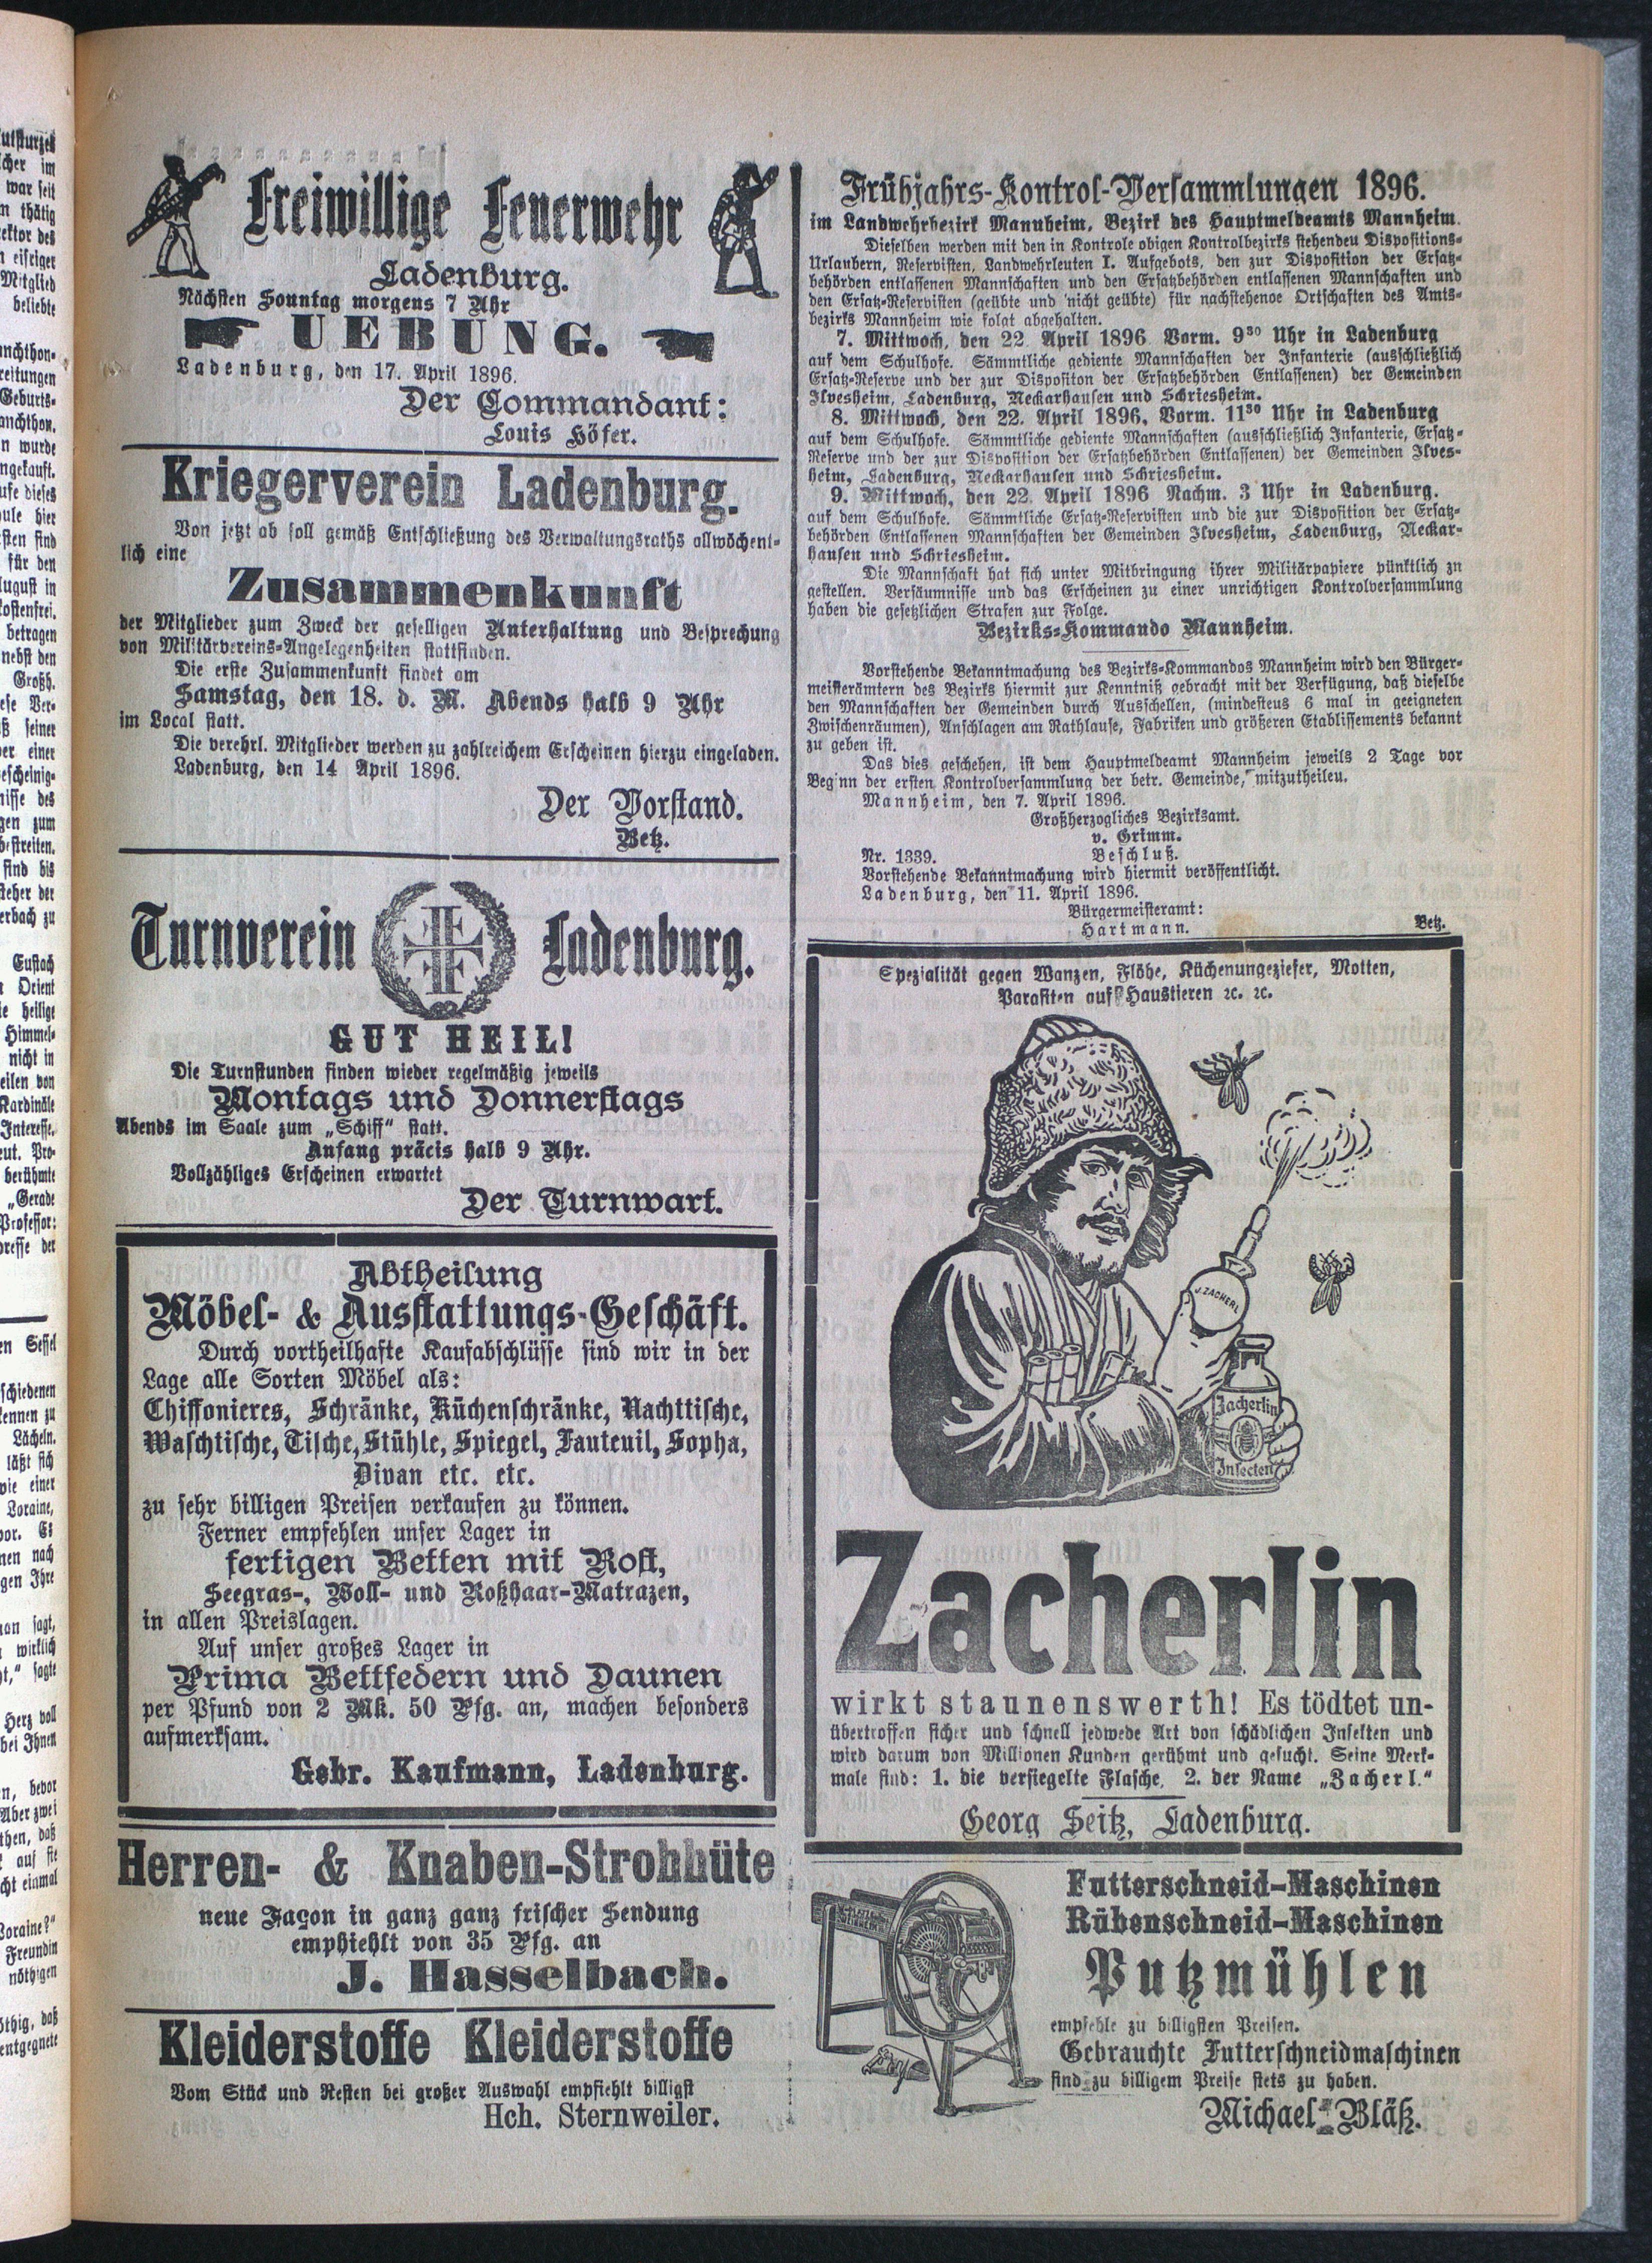 Freiwillige Feuerwehr
Ladenburg.
Nächsten Sonntag morgens 7 Uhr
UEBUNG.
Ladenburg, den 17. April 1896.
Der Commandant:
Louis Höfer.
Kriegerverein Ladenburg.
Von jetzt ab soll gemäß Entschließung des Verwaltungsraths allwöchent-
lich eine
Zusammenkunft
der Mitglieder zum Zweck der geselligen Unterhaltung und Besprechung
von Militärvereins-Angelegenheiten stattfinden.
Die erste Zusammenkunft findet am
Samstag, den 18. d. M. Abends halb 9 Uhr
im Local statt.
Die verehrl. Mitglieder werden zu zahlreichem Erscheinen hierzu eingeladen.
Ladenburg, den 14 April 1896.
Der Vorstand.
Betz.
Turnverein Ladenburg.
GUT HEIL!
Die Turnstunden finden wieder regelmäßig jeweils
Montags und Donnerstags
Abends im Saale zum „Schiff“ statt.
Anfang präcis halb 9 Uhr.
Vollzähliges Erscheinen erwartet
Der Turnwart.
Abtheilung
Möbel- & Ausstattungs-Geschäft.
Durch vortheilhafte Kaufabschlüsse sind wir in der
Lage alle Sorten Möbel als:
Chiffonieres, Schränke, Küchenschränke, Nachttische,
Waschtische, Tische, Stühle, Spiegel, Fauteuil, Sopha,
Divan etc. etc.
zu sehr billigen Preisen verkaufen zu können.
Ferner empfehlen unser Lager in
fertigen Betten mit Rost,
Seegras-, Woll- und Roßhaar-Matrazen,
in allen Preislagen.
Auf unser großes Lager in
Prima Bettfedern und Daunen
per Pfund von 2 Mk. 50 Pfg. an, machen besonders
aufmerksam.
Gebr. Kaufmann, Ladenburg.
Herren- & Knaben-Strohhüte
neue Façon in ganz ganz frischer Sendung
empfiehlt von 35 Pfg. an
J. Hasselbach.
Kleiderstoffe Kleiderstoffe
Vom Stück und Resten bei großer Auswahl empfiehlt billigst
Hch. Sternweiler.
Frühjahrs-Kontrol-Versammlungen 1896.
im Landwehrbezirk Mannheim, Bezirk des Hauptmeldeamts Mannheim.
Dieselben werden mit den in Kontrole obigen Kontrolbezirks stehendeu Dispositions-
Urlaubern, Reservisten, Landwehrleuten I. Aufgebots, den zur Disposition der Ersatz-
behörden entlassenen Mannschaften und den Ersatzbehörden entlassenen Mannschaften und
den Ersatz-Reservisten (geübte und nicht geübte) für nachstehenoe Ortschaften des Amts-
bezirks Mannheim wie folgt abgehalten.
7. Mittwoch, den 22 April 1896 Vorm. 9³⁰ Uhr in Ladenburg
auf dem Schulhofe. Sämmtliche gediente Mannschaften der Infanterie (ausschließlich
Ersatz-Reserve und der zur Dispositon der Ersatzbehörden Entlassenen) der Gemeinden
Ilvesheim, Ladenburg, Neckarhausen und Schriesheim.
8. Mittwoch, den 22. April 1896, Vorm. 11³⁰ Uhr in Ladenburg
auf dem Schulhofe. Sämmtliche gediente Mannschaften (ausschließlich Infanterie, Ersatz-
Reserve und der zur Disposition der Ersatzbehörden Entlassenen) der Gemeinden Ilves-
heim, Ladenburg, Neckarhausen und Schriesheim.
9. Mittwoch, den 22. April 1896 Nachm. 3 Uhr in Ladenburg.
auf dem Schulhofe. Sämmtliche Ersatz-Reservisten und die zur Disposition der Ersatz-
behörden Entlassenen Mannschaften der Gemeinden Ilvesheim, Ladenburg, Neckar-
hausen und Schriesheim.
Die Mannschaft hat sich unter Mitbringung ihrer Militärpapiere pünktlich zu
gestellen. Versäumnisse und das Erscheinen zu einer unrichtigen Kontrolversammlung
haben die gesetzlichen Strafen zur Folge.
Bezirks-Kommando Mannheim.
Vorstehende Bekanntmachung des Bezirks-Kommandos Mannheim wird den Bürger-
meisterämtern des Bezirks hiermit zur Kenntniß gebracht mit der Verfügung, daß dieselbe
den Mannschaften der Gemeinden durch Ausschellen, (mindesteus 6 mal in geeigneten
Zwischenräumen), Anschlagen am Rathhause, Fabriken und größeren Etablissements bekannt
zu geben ist.
Das dies geschehen, ist dem Hauptmeldeamt Mannheim jeweils 2 Tage vor
Beginn der ersten Kontrolversammlung der betr. Gemeinde, mitzutheileu.
Mannheim, den 7. April 1896.
Großherzogliches Bezirksamt.
v. Grimm.
Nr. 1339. Beschluß.
Vorstehende Bekanntmachung wird hiermit veröffentlicht.
Ladenburg, den 11. April 1896.
Bürgermeisteramt:
Hartmann. Betz.
Spezialität gegen Wanzen, Flöhe, Küchenungeziefer, Motten,
Parasiten auf Haustieren ꝛc. ꝛc.
J. ZACHERL
Zacherlin
Insecten
Zacherlin
wirkt staunenswerth! Es tödtet un-
übertroffen sicher und schnell jedwede Art von schädlichen Insekten und
wird darum von Millionen Kunden gerühmt und gesucht. Seine Merk-
male sind: 1. die versiegelte Flasche, 2. der Name „Zacherl.“
Georg Seitz, Ladenburg.
Futterschneid-Maschinen
Rübenschneid-Maschinen
Putzmühlen
empfehle zu billigsten Preisen.
Gebrauchte Futterschneidmaschinen
sind zu billigem Preise stets zu haben.
Michael Bläß.